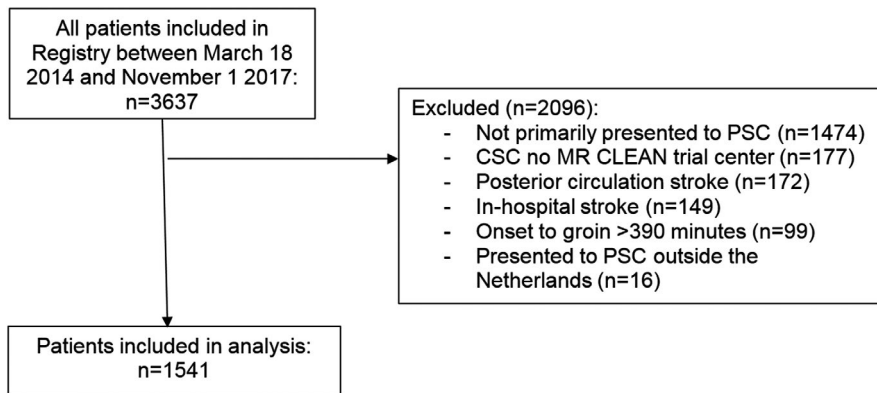 All patients included in
Registry between March 18
2014 and November 1 2017:
n=3637
Excluded (n=2096):
- Not primarily presented to PSC (n=1474)
- CSC no MR CLEAN trial center (n=177)
- Posterior circulation stroke (n=172)
- In-hospital stroke (n=149)
- Onset to groin >390 minutes (n=99)
- Presented to PSC outside the
Netherlands (n=16)
Patients included in analysis:
n=1541